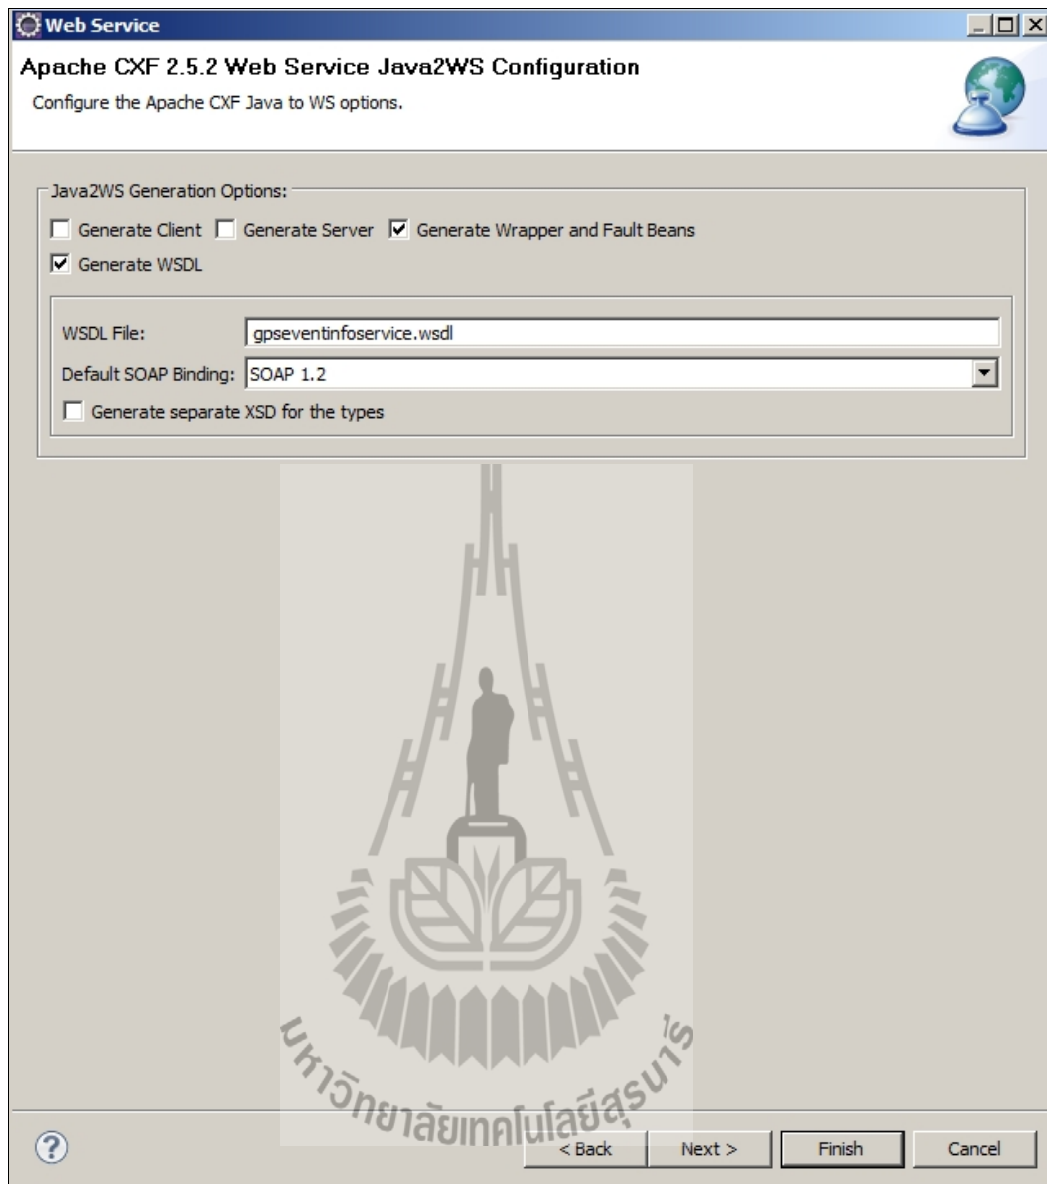 Web Service
Apache CXF 2.5.2 Web Service Java2WS Configuration
Configure the Apache CXF Java to WS options.
Java2WS Generation Options:
Generate Client Generate Server Generate Wrapper and Fault Beans
Generate WSDL
WSDL File: gpseventinfoservice.wsdl
Default SOAP Binding: SOAP 1.2
Generate separate XSD for the types
มหาวิทยาลัยเทคโนโลยีสุรนารี
? < Back Next > Finish Cancel